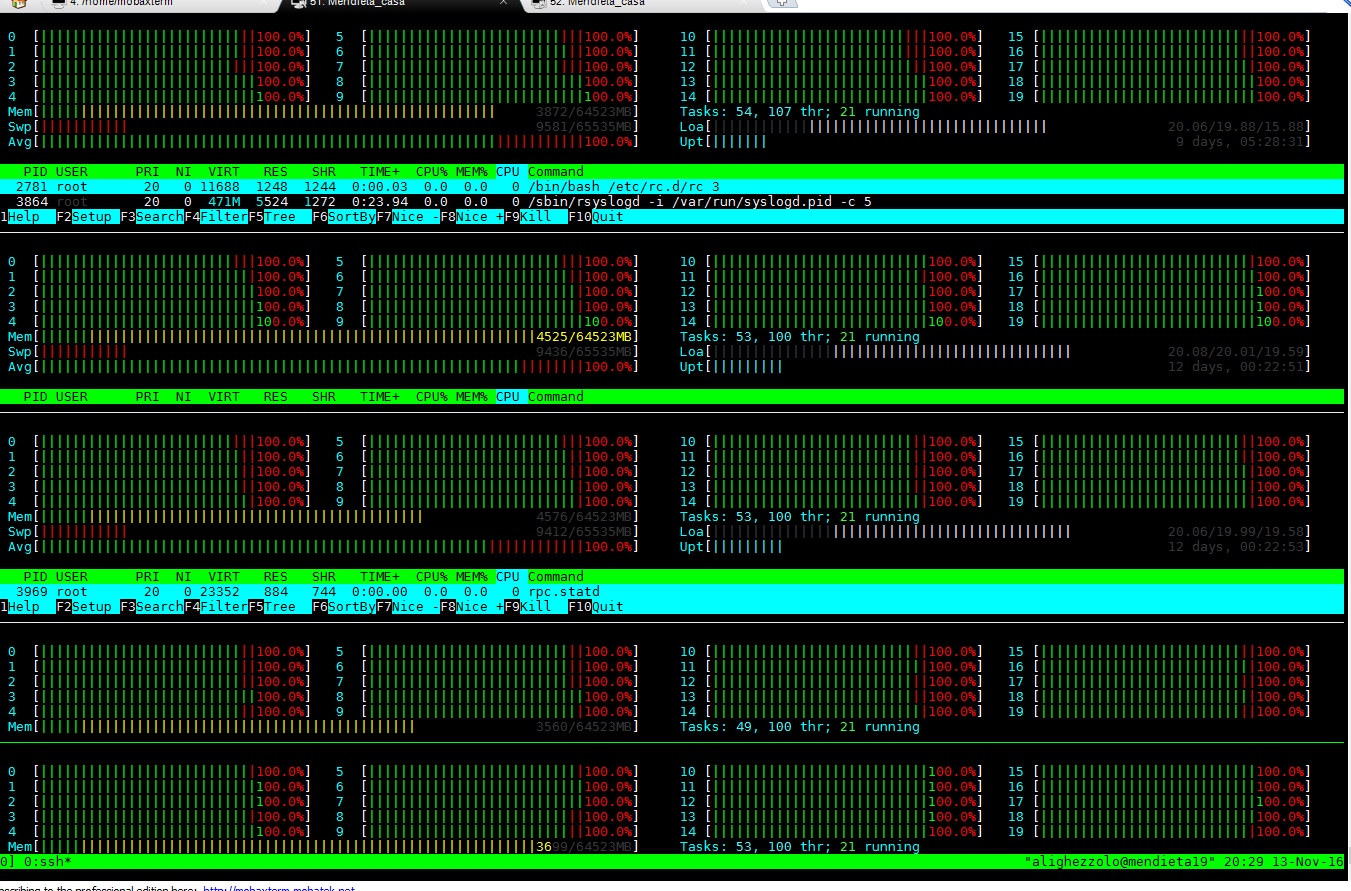 4. /home/mobaxterm 51. Mendieta_casa 52. Mendieta_casa
0 [100.0%] 5 [100.0%] 10 [100.0%] 15 [100.0%]
1 [100.0%] 6 [100.0%] 11 [100.0%] 16 [100.0%]
2 [100.0%] 7 [100.0%] 12 [100.0%] 17 [100.0%]
3 [100.0%] 8 [100.0%] 13 [100.0%] 18 [100.0%]
4 [100.0%] 9 [100.0%] 14 [100.0%] 19 [100.0%]
Mem[3872/64523MB] Tasks: 54, 107 thr; 21 running
Swp[9581/65535MB] Loa[20.06/19.88/15.88]
Avg[100.0%] Upt[9 days, 05:28:31]
PID USER PRI NI VIRT RES SHR TIME+ CPU% MEM% CPU Command
2781 root 20 0 11688 1248 1244 0:00.03 0.0 0.0 0 /bin/bash /etc/rc.d/rc 3
3864 root 20 0 471M 5524 1272 0:23.94 0.0 0.0 0 /sbin/rsyslogd -i /var/run/syslogd.pid -c 5
1Help F2Setup F3SearchF4FilterF5Tree F6SortByF7Nice -F8Nice +F9Kill F10Quit
0 [100.0%] 5 [100.0%] 10 [100.0%] 15 [100.0%]
1 [100.0%] 6 [100.0%] 11 [100.0%] 16 [100.0%]
2 [100.0%] 7 [100.0%] 12 [100.0%] 17 [100.0%]
3 [100.0%] 8 [100.0%] 13 [100.0%] 18 [100.0%]
4 [100.0%] 9 [100.0%] 14 [100.0%] 19 [100.0%]
Mem[4525/64523MB] Tasks: 53, 100 thr; 21 running
Swp[9436/65535MB] Loa[20.08/20.01/19.59]
Avg[100.0%] Upt[12 days, 00:22:51]
PID USER PRI NI VIRT RES SHR TIME+ CPU% MEM% CPU Command
0 [100.0%] 5 [100.0%] 10 [100.0%] 15 [100.0%]
1 [100.0%] 6 [100.0%] 11 [100.0%] 16 [100.0%]
2 [100.0%] 7 [100.0%] 12 [100.0%] 17 [100.0%]
3 [100.0%] 8 [100.0%] 13 [100.0%] 18 [100.0%]
4 [100.0%] 9 [100.0%] 14 [100.0%] 19 [100.0%]
Mem[4576/64523MB] Tasks: 53, 100 thr; 21 running
Swp[9412/65535MB] Loa[20.06/19.99/19.58]
Avg[100.0%] Upt[12 days, 00:22:53]
PID USER PRI NI VIRT RES SHR TIME+ CPU% MEM% CPU Command
3969 root 20 0 23352 884 744 0:00.00 0.0 0.0 0 rpc.statd
1Help F2Setup F3SearchF4FilterF5Tree F6SortByF7Nice -F8Nice +F9Kill F10Quit
0 [100.0%] 5 [100.0%] 10 [100.0%] 15 [100.0%]
1 [100.0%] 6 [100.0%] 11 [100.0%] 16 [100.0%]
2 [100.0%] 7 [100.0%] 12 [100.0%] 17 [100.0%]
3 [100.0%] 8 [100.0%] 13 [100.0%] 18 [100.0%]
4 [100.0%] 9 [100.0%] 14 [100.0%] 19 [100.0%]
Mem[3560/64523MB] Tasks: 49, 100 thr; 21 running
0 [100.0%] 5 [100.0%] 10 [100.0%] 15 [100.0%]
1 [100.0%] 6 [100.0%] 11 [100.0%] 16 [100.0%]
2 [100.0%] 7 [100.0%] 12 [100.0%] 17 [100.0%]
3 [100.0%] 8 [100.0%] 13 [100.0%] 18 [100.0%]
4 [100.0%] 9 [100.0%] 14 [100.0%] 19 [100.0%]
Mem[3699/64523MB] Tasks: 53, 100 thr; 21 running
0] 0:ssh* "alighezzolo@mendieta19" 20:29 13-Nov-16
scribing to the professional edition here: http://mobaxterm.mobatek.net